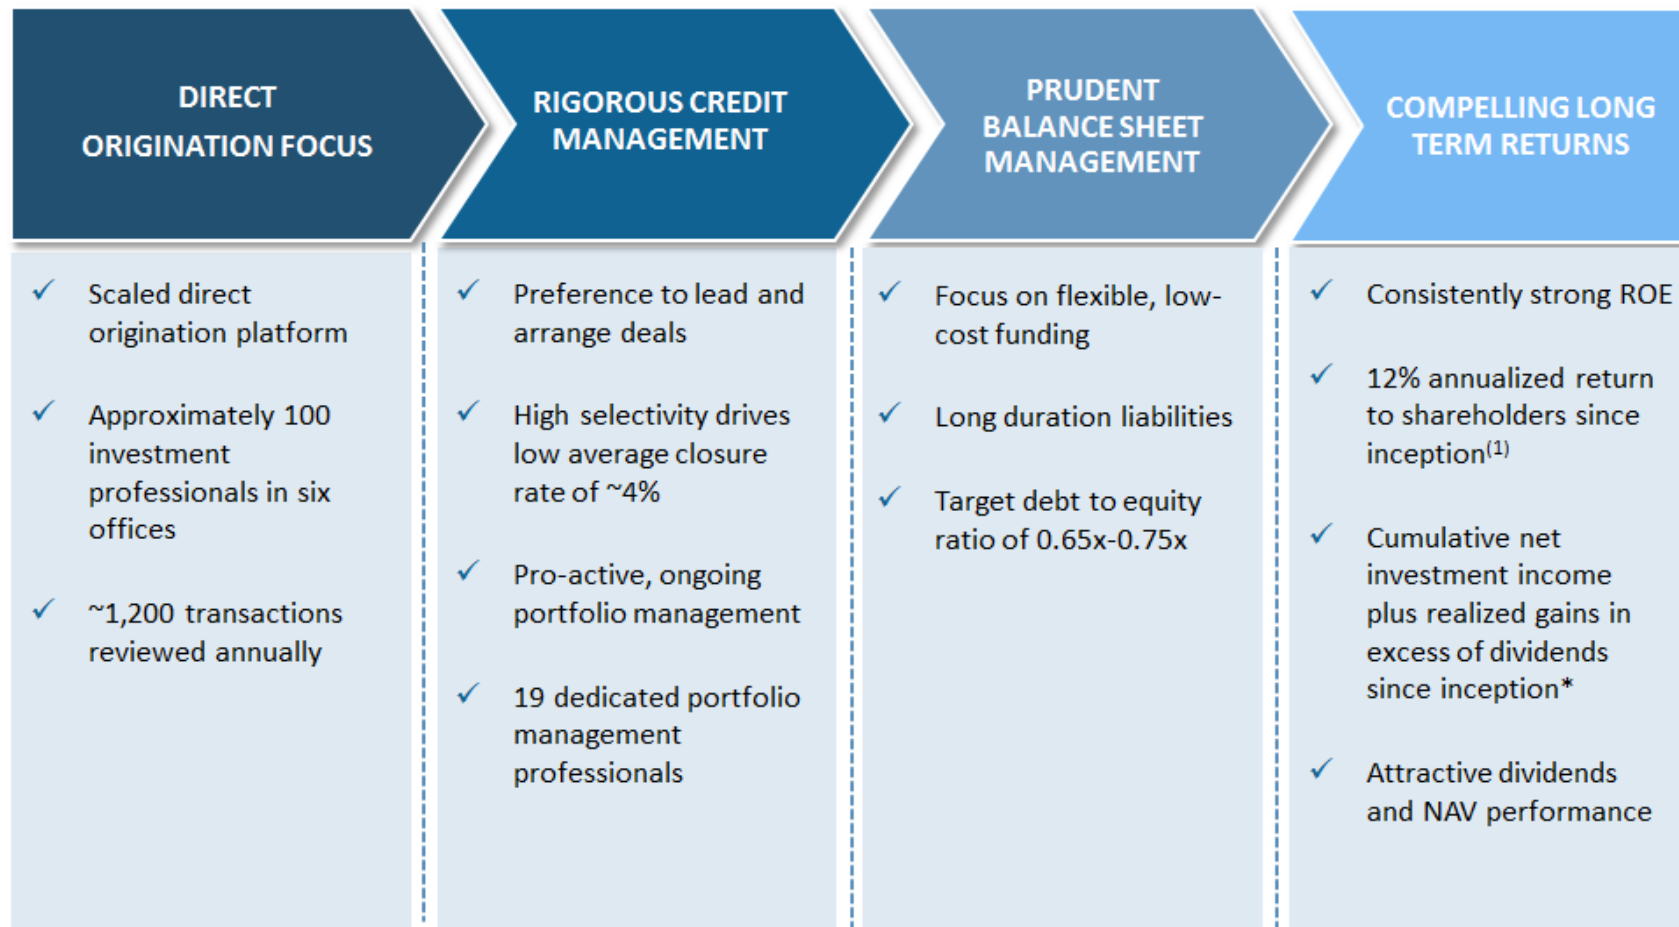 DIRECT
ORIGINATION FOCUS
RIGOROUS CREDIT
MANAGEMENT
PRUDENT
BALANCE SHEET
MANAGEMENT
COMPELLING LONG
TERM RETURNS
✓ Scaled direct
origination platform
✓ Approximately 100
investment
professionals in six
offices
✓ ~1,200 transactions
reviewed annually
✓ Preference to lead and
arrange deals
✓ High selectivity drives
low average closure
rate of ~4%
✓ Pro-active, ongoing
portfolio management
✓ 19 dedicated portfolio
management
professionals
✓ Focus on flexible, low-
cost funding
✓ Long duration liabilities
✓ Target debt to equity
ratio of 0.65x-0.75x
✓ Consistently strong ROE
✓ 12% annualized return
to shareholders since
inception(1)
✓ Cumulative net
investment income
plus realized gains in
excess of dividends
since inception*
✓ Attractive dividends
and NAV performance